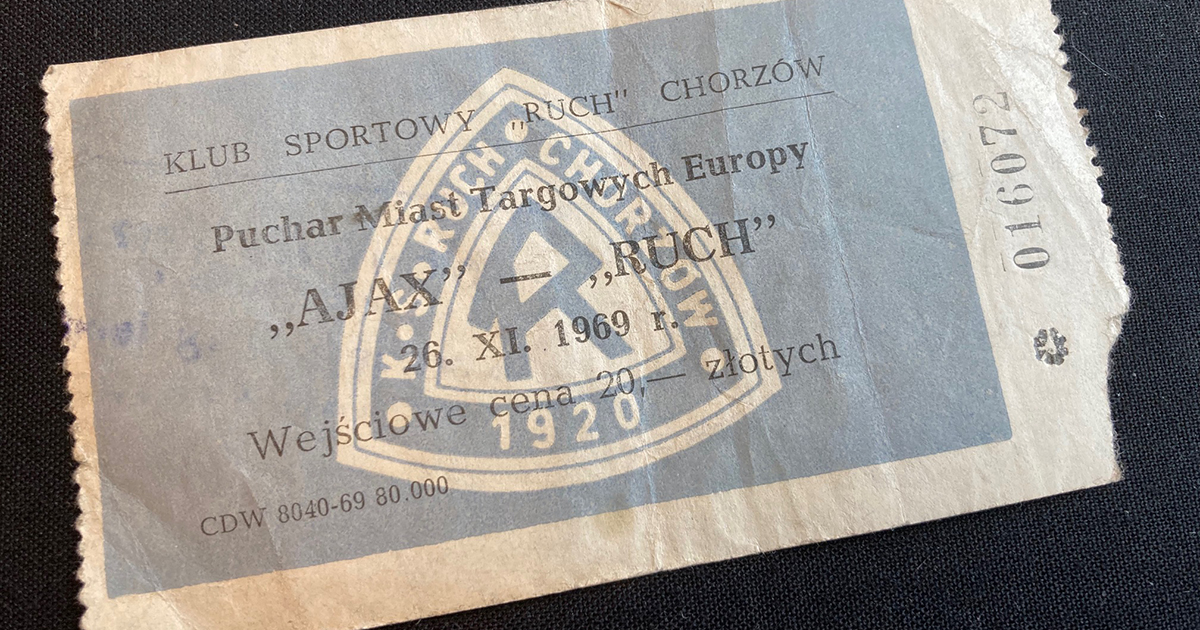 KLUB SPORTOWY „RUCH" CHORZÓW
Puchar Miast Targowych Europy
„AJAX” — „RUCH”
26. XI. 1969 r.
Wejściowe cena 20,— złotych
CDW 8040-69 80.000
K·S·RUCH CHORZÓW
R
1920
016072